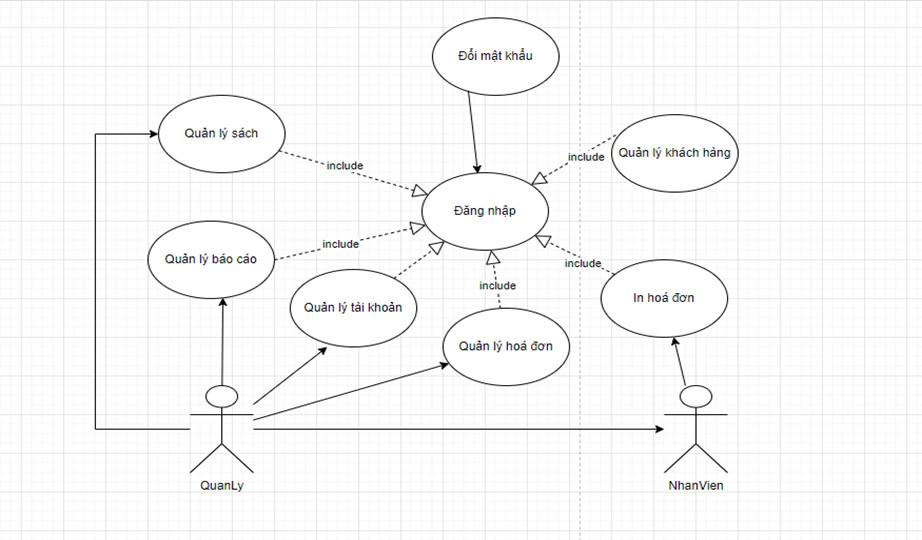 Đổi mật khẩu
Quản lý sách
include
include
Quản lý khách hàng
Đăng nhập
include
Quản lý báo cáo
include
include
Quản lý tài khoản
In hoá đơn
Quản lý hoá đơn
QuanLy
NhanVien